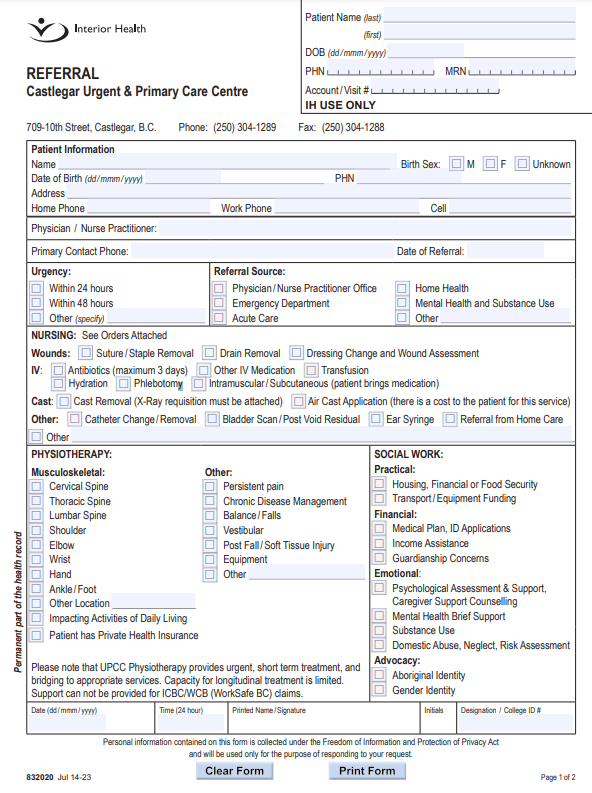 Interior Health
Patient Name (last)
(first)
DOB (dd/mmm/yyyy)
PHN MRN
Account/Visit #
IH USE ONLY
REFERRAL
Castlegar Urgent & Primary Care Centre
709-10th Street, Castlegar, B.C. Phone: (250) 304-1289 Fax: (250) 304-1288
Patient Information
Name Birth Sex: M F Unknown
Date of Birth (dd/mmm/yyyy) PHN
Address
Home Phone Work Phone Cell
Physician / Nurse Practitioner:
Primary Contact Phone: Date of Referral:
Urgency: Referral Source:
Within 24 hours Physician/Nurse Practitioner Office Home Health
Within 48 hours Emergency Department Mental Health and Substance Use
Other (specify) Acute Care Other
NURSING: See Orders Attached
Wounds: Suture/Staple Removal Drain Removal Dressing Change and Wound Assessment
IV: Antibiotics (maximum 3 days) Other IV Medication Transfusion
Hydration Phlebotomy Intramuscular/Subcutaneous (patient brings medication)
Cast: Cast Removal (X-Ray requisition must be attached) Air Cast Application (there is a cost to the patient for this service)
Other: Catheter Change/Removal Bladder Scan/Post Void Residual Ear Syringe Referral from Home Care
Other
PHYSIOTHERAPY:
Musculoskeletal:
Cervical Spine
Thoracic Spine
Lumbar Spine
Shoulder
Elbow
Wrist
Hand
Ankle/Foot
Other Location
Impacting Activities of Daily Living
Patient has Private Health Insurance
Other:
Persistent pain
Chronic Disease Management
Balance/Falls
Vestibular
Post Fall/Soft Tissue Injury
Equipment
Other
Please note that UPCC Physiotherapy provides urgent, short term treatment, and
bridging to appropriate services. Capacity for longitudinal treatment is limited.
Support can not be provided for ICBC/WCB (WorkSafe BC) claims.
SOCIAL WORK:
Practical:
Housing, Financial or Food Security
Transport/Equipment Funding
Financial:
Medical Plan, ID Applications
Income Assistance
Guardianship Concerns
Emotional:
Psychological Assessment & Support,
Caregiver Support Counselling
Mental Health Brief Support
Substance Use
Domestic Abuse, Neglect, Risk Assessment
Advocacy:
Aboriginal Identity
Gender Identity
Permanent part of the health record
Date (dd/mmm/yyyy) Time (24 hour) Printed Name/Signature Initials Designation / College ID #
Personal information contained on this form is collected under the Freedom of Information and Protection of Privacy Act
and will be used only for the purpose of responding to your request.
Clear Form Print Form
832020 Jul 14-23 Page 1 of 2